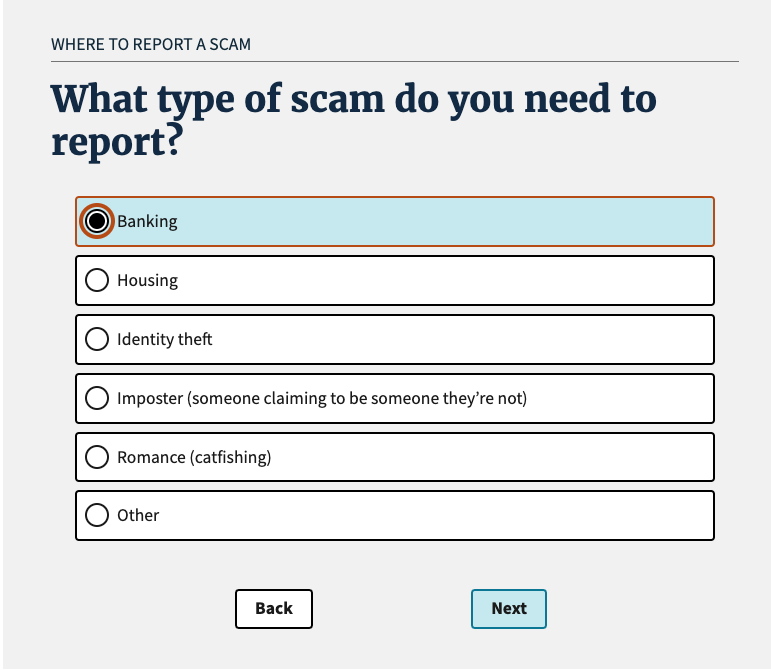 WHERE TO REPORT A SCAM
What type of scam do you need to
report?
Banking
Housing
Identity theft
Imposter (someone claiming to be someone they’re not)
Romance (catfishing)
Other
Back
Next